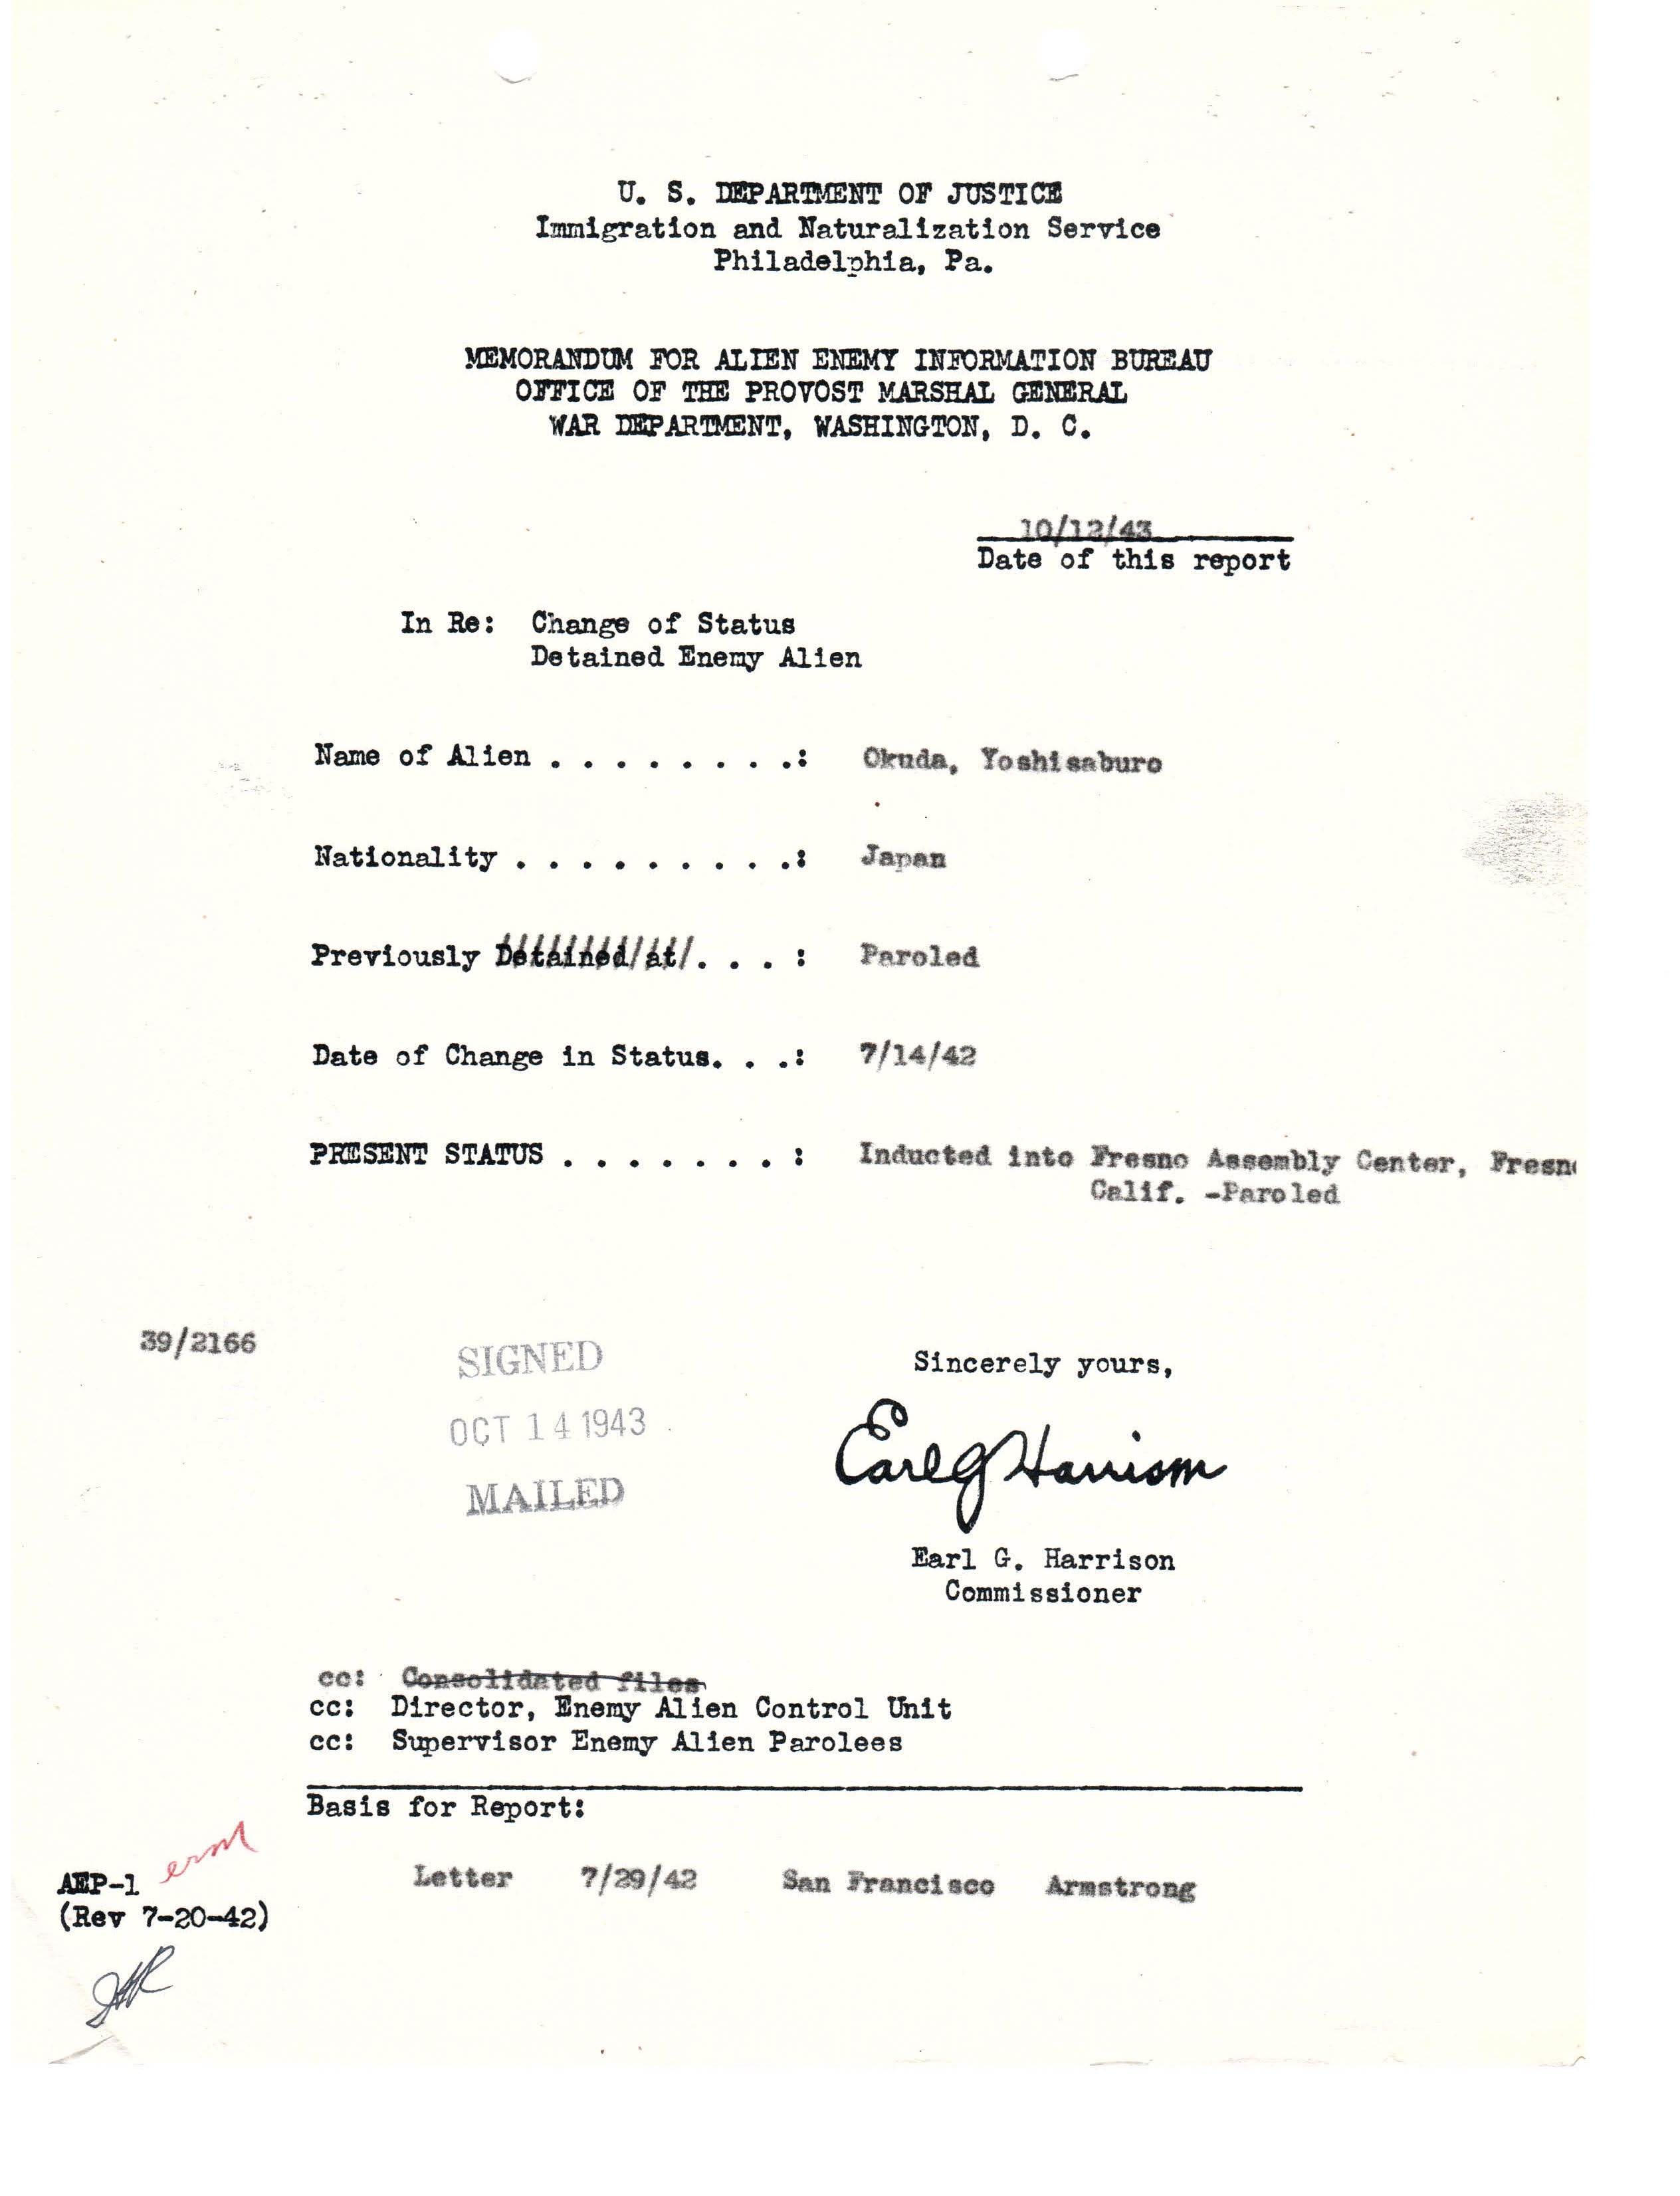 U. S. DEPARTMENT OF JUSTICE
Immigration and Naturalization Service
Philadelphia, Pa.
MEMORANDUM FOR ALIEN ENEMY INFORMATION BUREAU
OFFICE OF THE PROVOST MARSHAL GENERAL
WAR DEPARTMENT, WASHINGTON, D. C.
10/12/43
Date of this report
In Re: Change of Status
Detained Enemy Alien
Name of Alien . . . . . . . .: Okuda, Yoshisaburo
Nationality . . . . . . . . .: Japan
Previously Detained at . . . : Paroled
Date of Change in Status. . .: 7/14/42
PRESENT STATUS . . . . . . . : Inducted into Fresno Assembly Center, Fresn
Calif. -Paroled
39/2166
SIGNED
OCT 14 1943
MAILED
Sincerely yours,
Earl G Harrison
Earl G. Harrison
Commissioner
cc: Consolidated files
cc: Director, Enemy Alien Control Unit
cc: Supervisor Enemy Alien Parolees
Basis for Report:
Letter 7/29/42 San Francisco Armstrong
AEP-1 erm
(Rev 7-20-42)